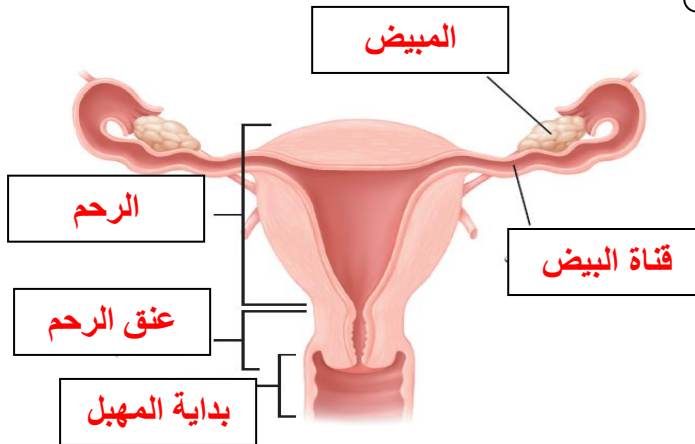 المبيض
الرحم
قناة البيض
عنق الرحم
بداية المهبل